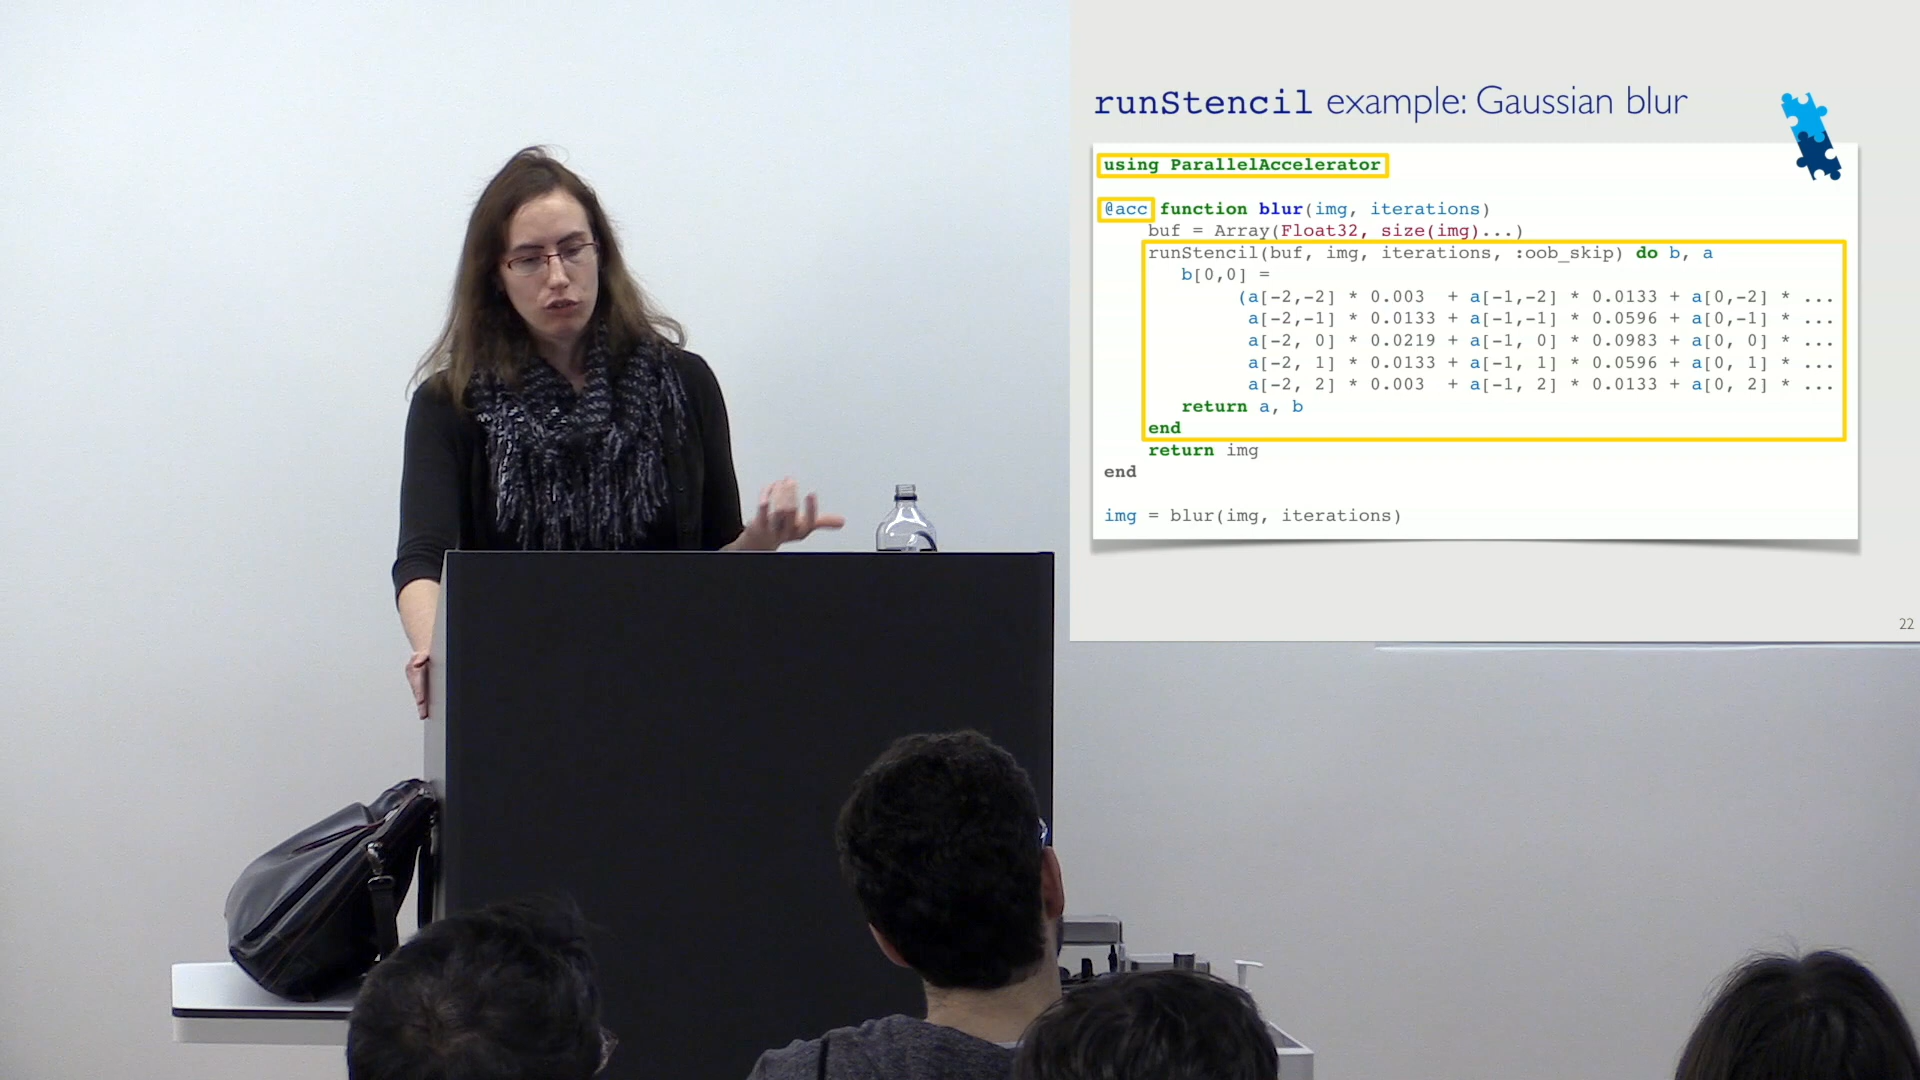 runStencil example: Gaussian blur
using ParallelAccelerator
@acc function blur(img, iterations)
buf = Array(Float32, size(img)...)
runStencil(buf, img, iterations, :oob_skip) do b, a
b[0,0] =
(a[-2,-2] * 0.003 + a[-1,-2] * 0.0133 + a[0,-2] * ...
a[-2,-1] * 0.0133 + a[-1,-1] * 0.0596 + a[0,-1] * ...
a[-2, 0] * 0.0219 + a[-1, 0] * 0.0983 + a[0, 0] * ...
a[-2, 1] * 0.0133 + a[-1, 1] * 0.0596 + a[0, 1] * ...
a[-2, 2] * 0.003 + a[-1, 2] * 0.0133 + a[0, 2] * ...
return a, b
end
return img
end
img = blur(img, iterations)
22